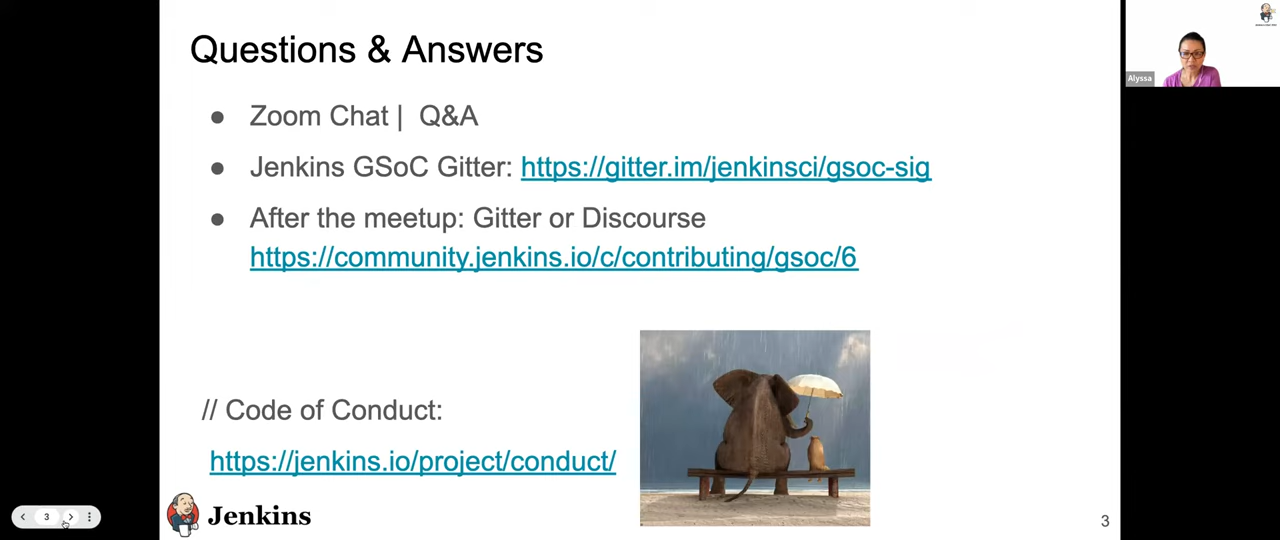 Questions & Answers
● Zoom Chat | Q&A
● Jenkins GSoC Gitter: https://gitter.im/jenkinsci/gsoc-sig
● After the meetup: Gitter or Discourse
https://community.jenkins.io/c/contributing/gsoc/6
// Code of Conduct:
https://jenkins.io/project/conduct/
Jenkins
3
3
Alyssa